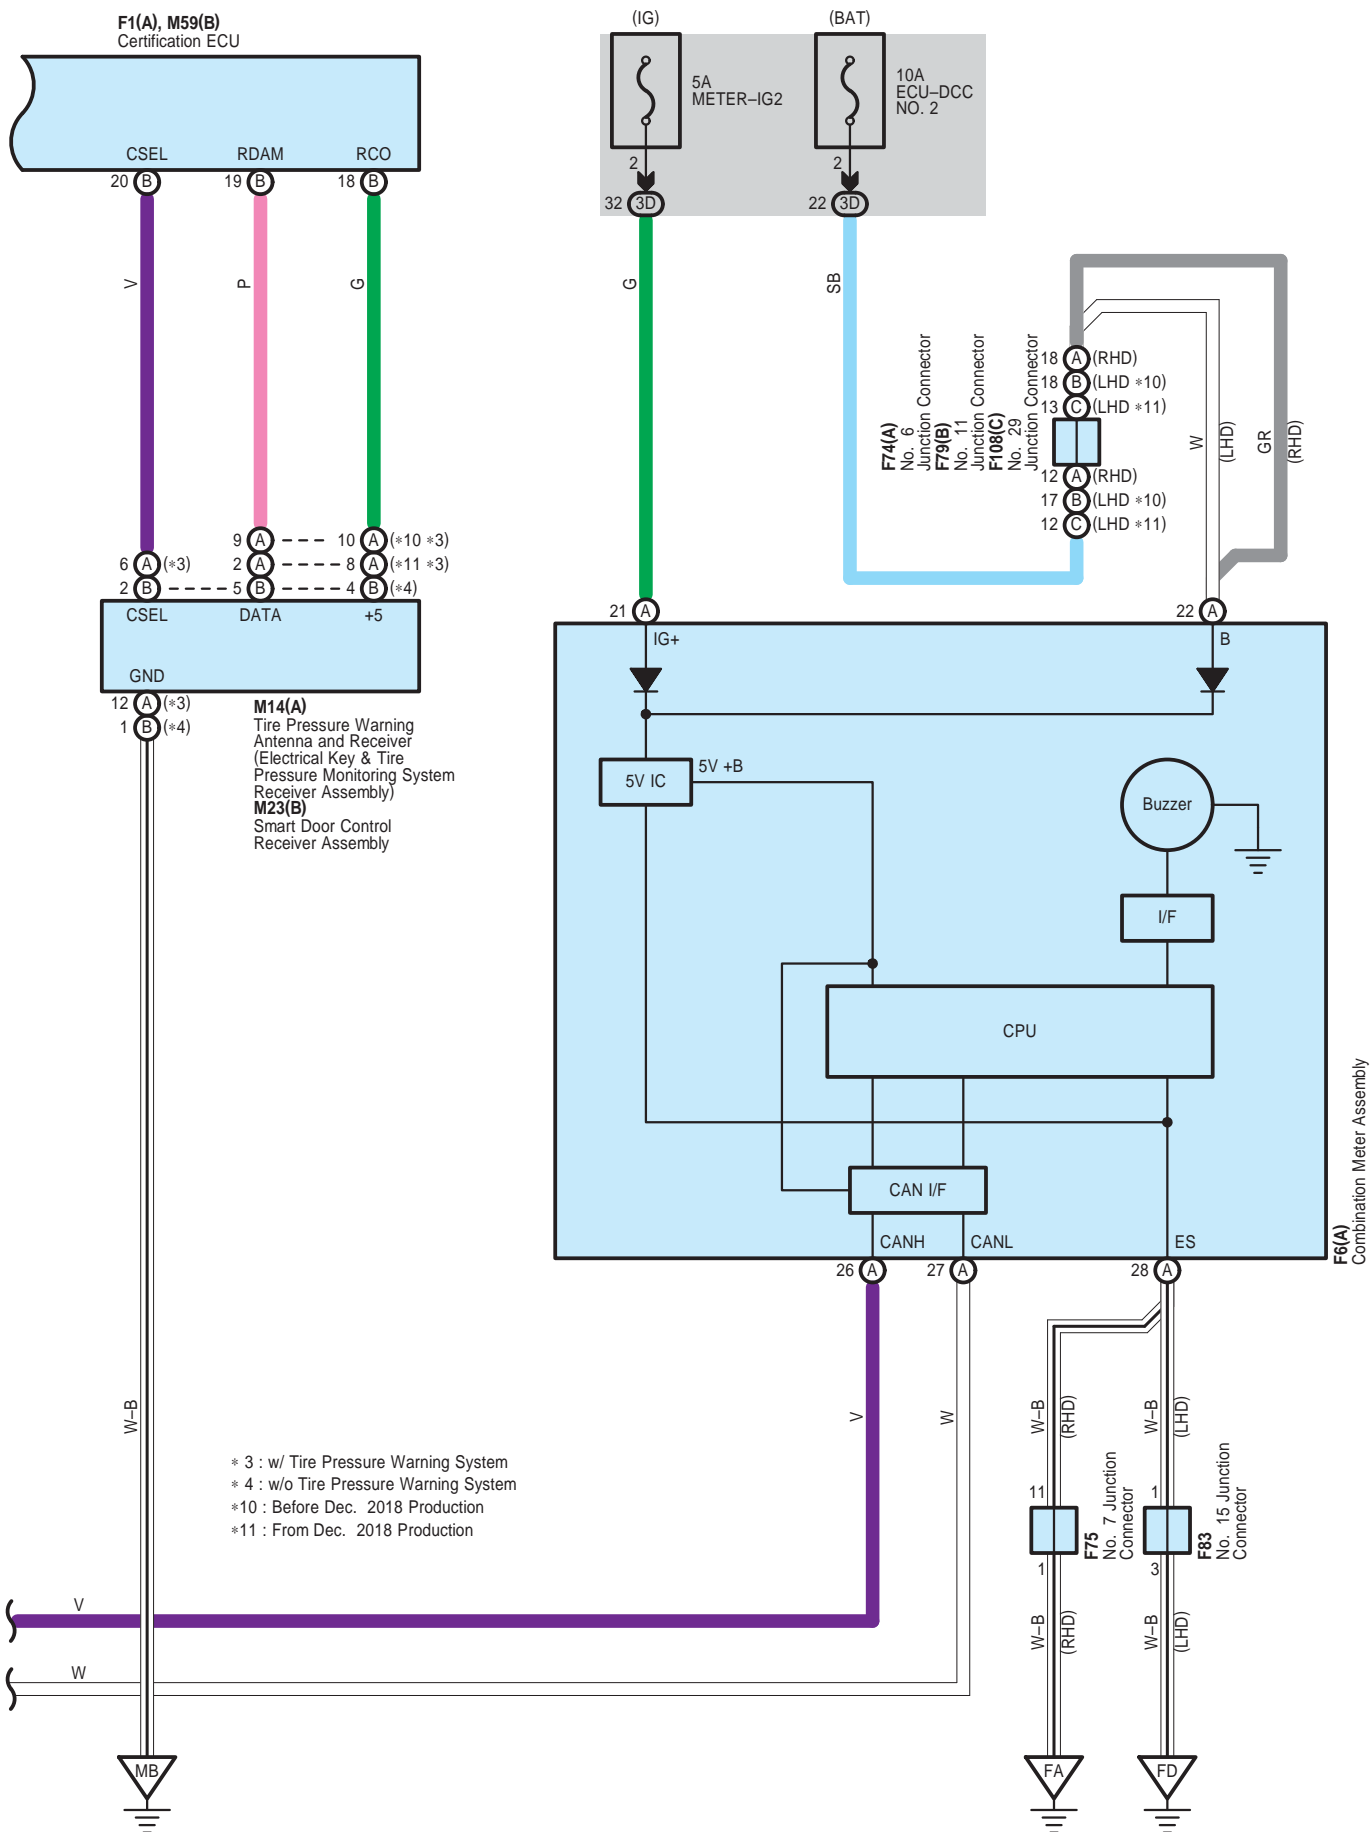 F1(A), M59(B)
Certification ECU
CSEL RDAM RCO
20 B 19 B 18 B
V P G
6 A (*3)
9 A 10 A (*10 *3)
2 A 8 A (*11 *3)
2 B 5 B 4 B (*4)
CSEL DATA +5
GND
12 A (*3)
1 B (*4)
M14(A)
Tire Pressure Warning
Antenna and Receiver
(Electrical Key & Tire
Pressure Monitoring System
Receiver Assembly)
M23(B)
Smart Door Control
Receiver Assembly
W–B
MB
(IG) (BAT)
5A
METER–IG2
10A
ECU–DCC
NO. 2
2 2
32 3D 22 3D
G SB
F74(A)
No. 6
Junction Connector
F79(B)
No. 11
Junction Connector
F108(C)
No. 29
Junction Connector
18 A (RHD)
18 B (LHD *10)
13 C (LHD *11)
12 A (RHD)
17 B (LHD *10)
12 C (LHD *11)
W
(LHD)
GR
(RHD)
21 A 22 A
IG+ B
5V IC 5V +B
Buzzer
I/F
CPU
CAN I/F
CANH CANL ES
26 A 27 A 28 A
F6(A)
Combination Meter Assembly
V W
W–B
(RHD)
W–B
(LHD)
11 1
F75
No. 7 Junction
Connector
F83
No. 15 Junction
Connector
1 3
W–B
(RHD)
W–B
(LHD)
FA FD
* 3 : w/ Tire Pressure Warning System
* 4 : w/o Tire Pressure Warning System
*10 : Before Dec. 2018 Production
*11 : From Dec. 2018 Production
V
W